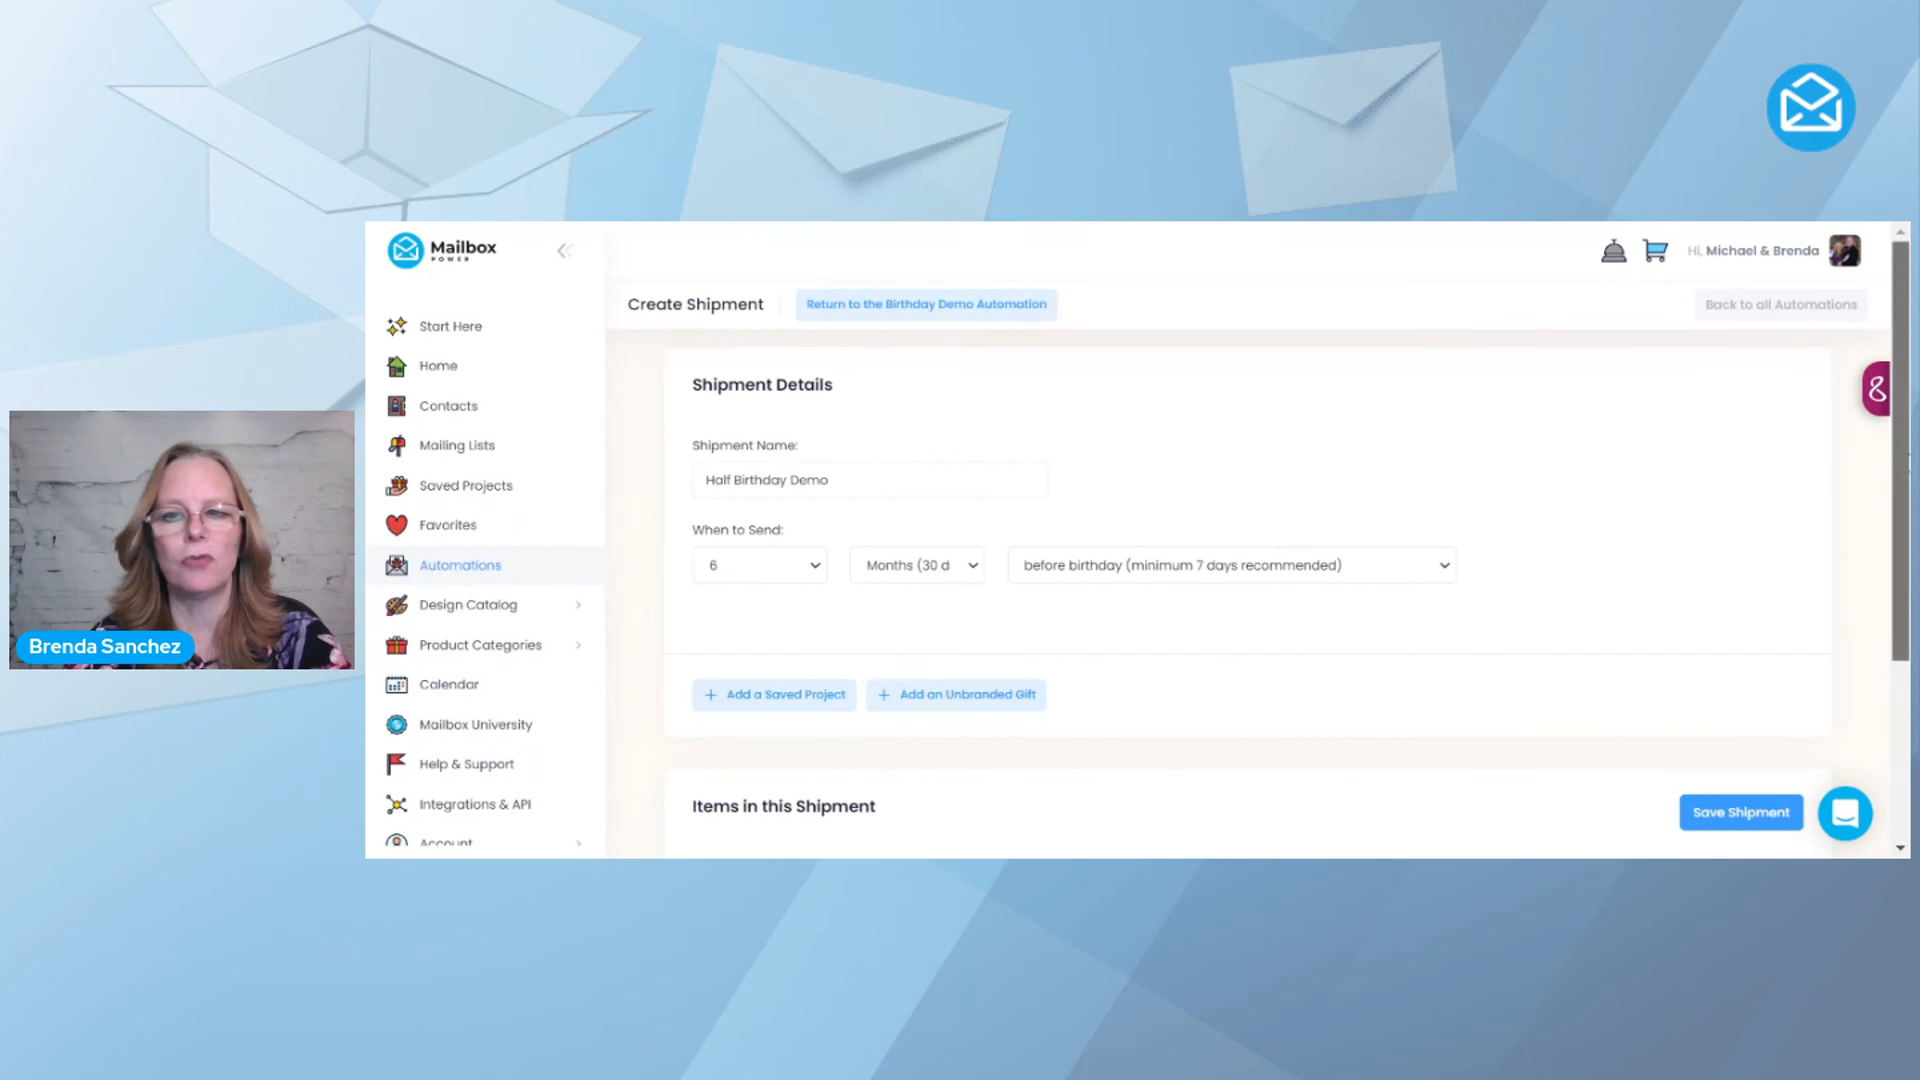 Mailbox
POWER
Hi, Michael & Brenda
Create Shipment
Return to the Birthday Demo Automation
Back to all Automations
Start Here
Home
Contacts
Mailing Lists
Saved Projects
Favorites
Automations
Design Catalog
Product Categories
Calendar
Mailbox University
Help & Support
Integrations & API
Account
Shipment Details
Shipment Name:
Half Birthday Demo
When to Send:
6
Months (30 d
before birthday (minimum 7 days recommended)
Add a Saved Project
Add an Unbranded Gift
Items in this Shipment
Save Shipment
Brenda Sanchez